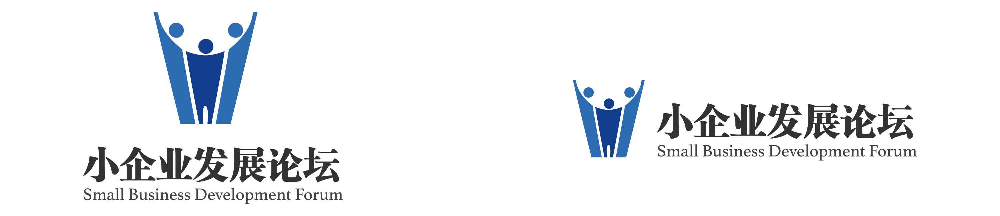 小企业发展论坛
Small Business Development Forum
小企业发展论坛
Small Business Development Forum